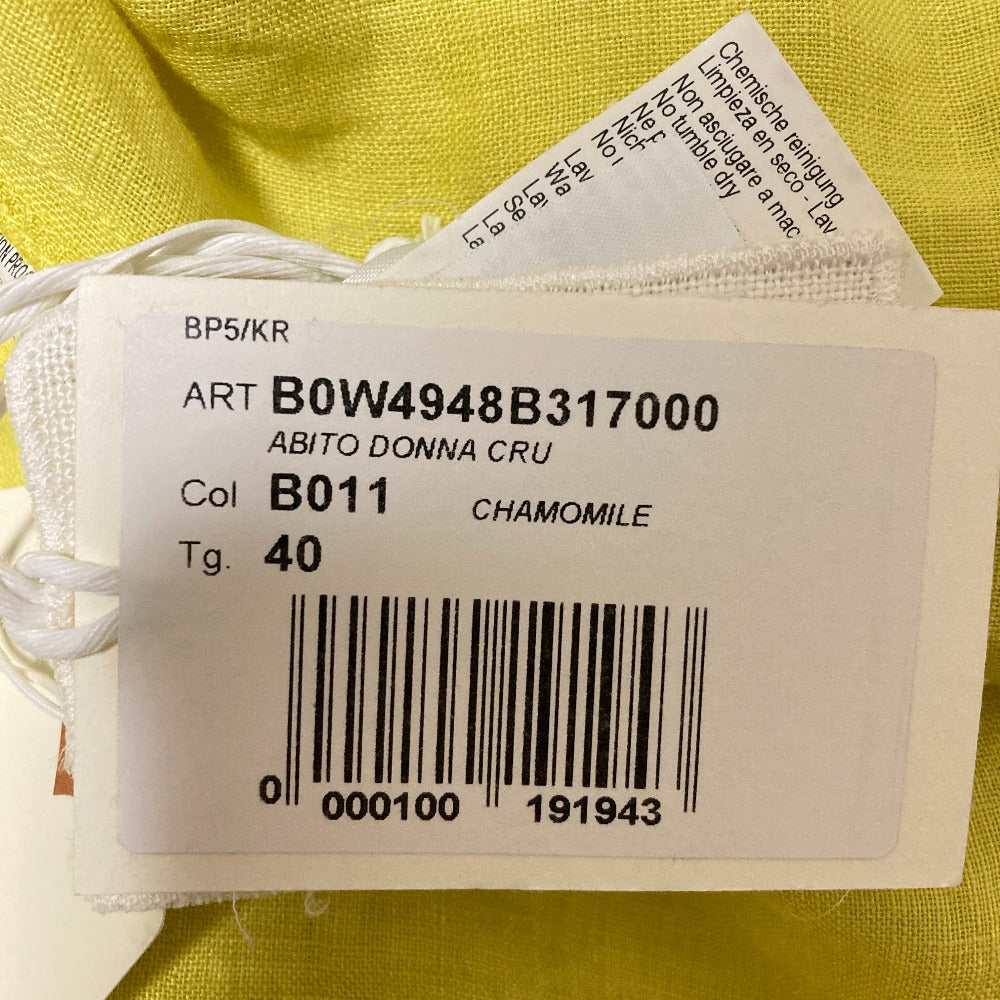 Chemische reinigung
Limpieza en seco - Lav
Non asciugare a mac
No tumble dry
BP5/KR
ART B0W4948B317000
ABITO DONNA CRU
Col B011 CHAMOMILE
Tg. 40
0 000100 191943